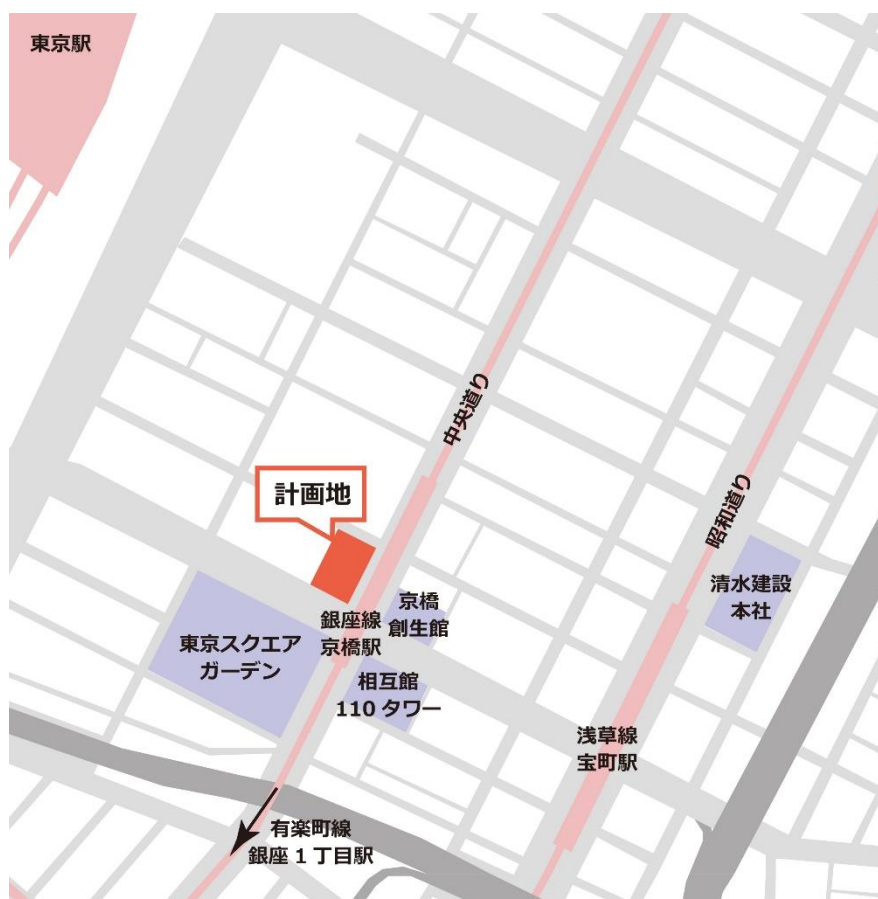 東京駅
中央道り
昭和道り
計画地
清水建設
本社
京橋
創生館
銀座線
京橋駅
東京スクエア
ガーデン
相互館
110 タワー
浅草線
宝町駅
有楽町線
銀座 1 丁目駅